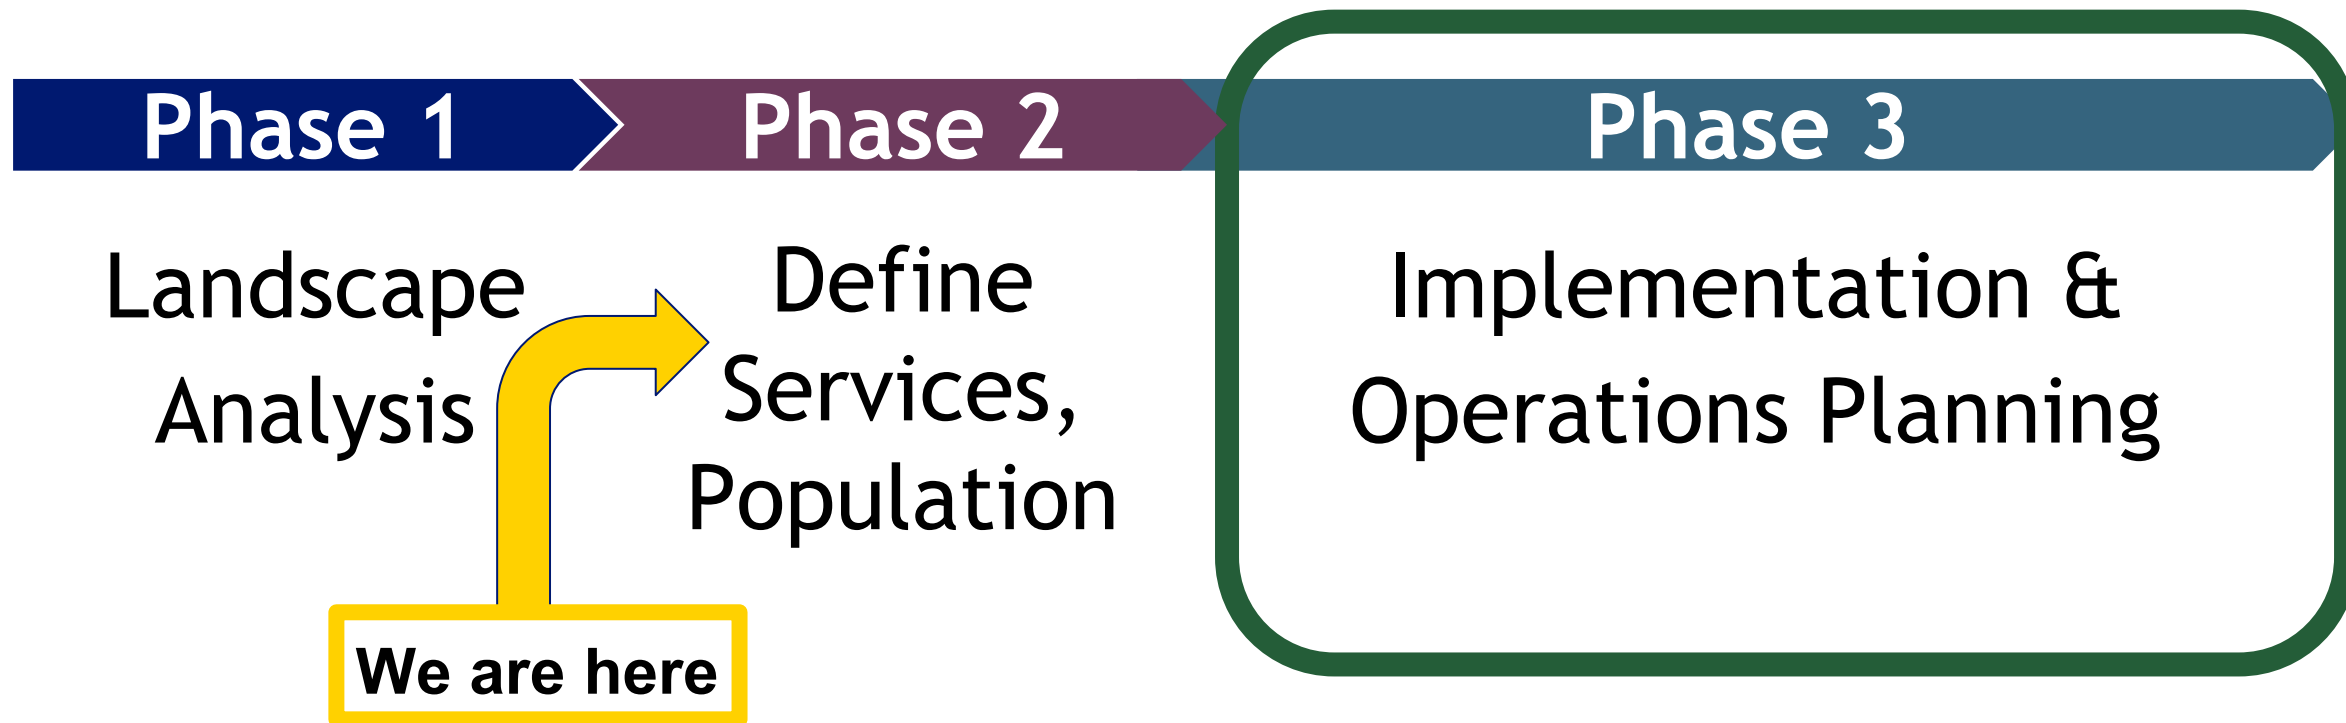 Phase 1
Phase 2
Phase 3
Landscape
Analysis
Define
Services,
Population
Implementation &
Operations Planning
We are here